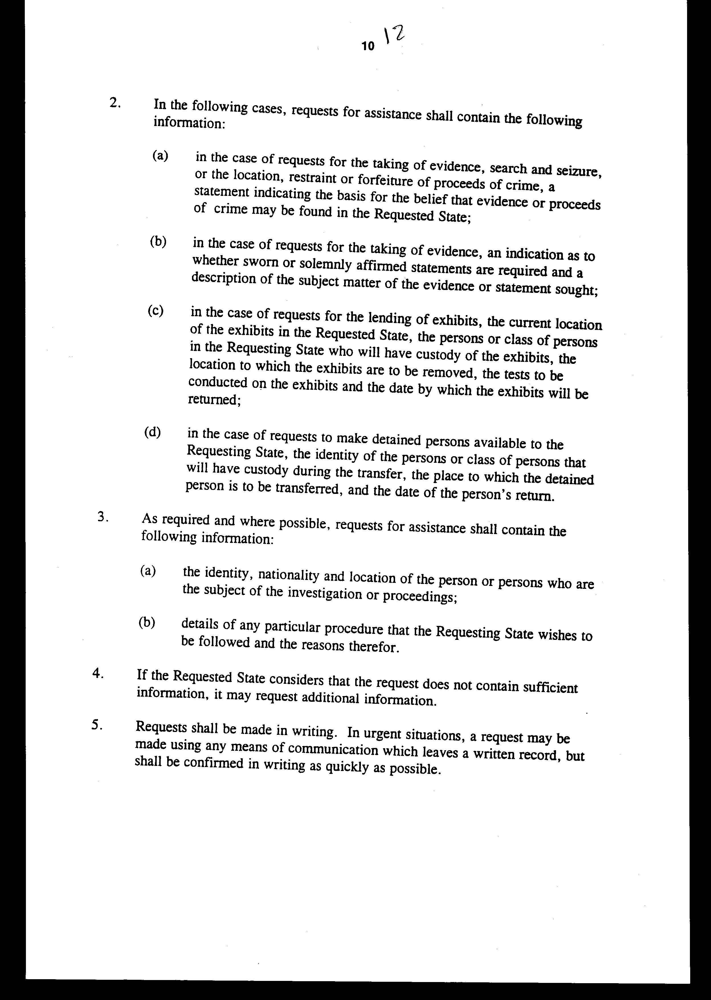 10 12
2. In the following cases, requests for assistance shall contain the following
information:
(a) in the case of requests for the taking of evidence, search and seizure,
or the location, restraint or forfeiture of proceeds of crime, a
statement indicating the basis for the belief that evidence or proceeds
of crime may be found in the Requested State;
(b) in the case of requests for the taking of evidence, an indication as to
whether sworn or solemnly affirmed statements are required and a
description of the subject matter of the evidence or statement sought;
(c) in the case of requests for the lending of exhibits, the current location
of the exhibits in the Requested State, the persons or class of persons
in the Requesting State who will have custody of the exhibits, the
location to which the exhibits are to be removed, the tests to be
conducted on the exhibits and the date by which the exhibits will be
returned;
(d) in the case of requests to make detained persons available to the
Requesting State, the identity of the persons or class of persons that
will have custody during the transfer, the place to which the detained
person is to be transferred, and the date of the person's return.
3. As required and where possible, requests for assistance shall contain the
following information:
(a) the identity, nationality and location of the person or persons who are
the subject of the investigation or proceedings;
(b) details of any particular procedure that the Requesting State wishes to
be followed and the reasons therefor.
4. If the Requested State considers that the request does not contain sufficient
information, it may request additional information.
5. Requests shall be made in writing. In urgent situations, a request may be
made using any means of communication which leaves a written record, but
shall be confirmed in writing as quickly as possible.